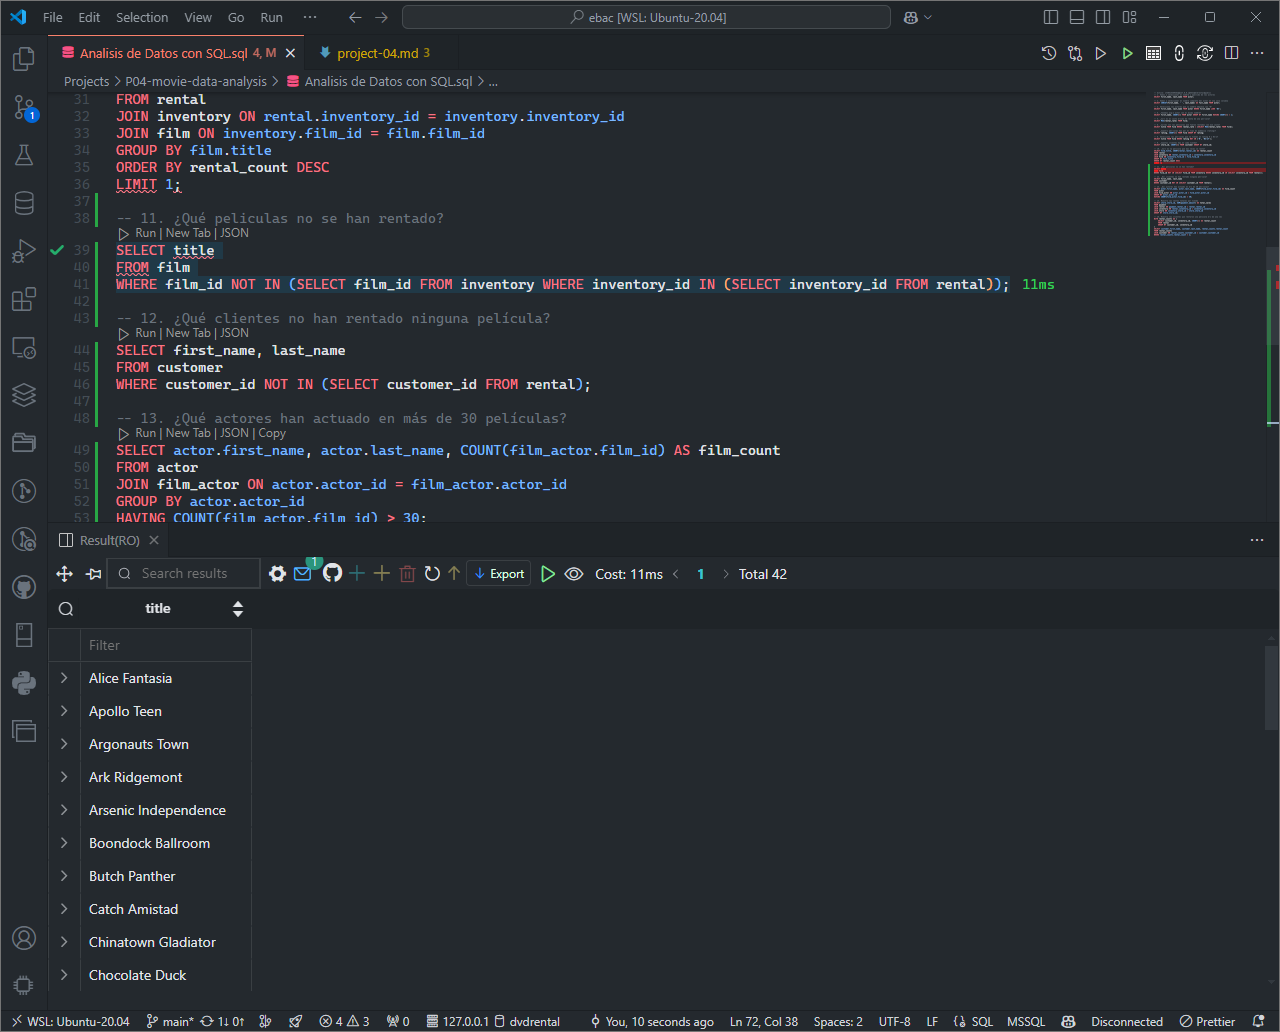 File Edit Selection View Go Run ··· ebac [WSL: Ubuntu-20.04]
Analisis de Datos con SQL.sql 4, M project-04.md 3
Projects > P04-movie-data-analysis > Analisis de Datos con SQL.sql > ...
31 FROM rental
32 JOIN inventory ON rental.inventory_id = inventory.inventory_id
33 JOIN film ON inventory.film_id = film.film_id
34 GROUP BY film.title
35 ORDER BY rental_count DESC
36 LIMIT 1;
37
38 -- 11. ¿Qué peliculas no se han rentado?
Run | New Tab | JSON
39 SELECT title
40 FROM film
41 WHERE film_id NOT IN (SELECT film_id FROM inventory WHERE inventory_id IN (SELECT inventory_id FROM rental)); 11ms
42
43 -- 12. ¿Qué clientes no han rentado ninguna película?
Run | New Tab | JSON
44 SELECT first_name, last_name
45 FROM customer
46 WHERE customer_id NOT IN (SELECT customer_id FROM rental);
47
48 -- 13. ¿Qué actores han actuado en más de 30 películas?
Run | New Tab | JSON | Copy
49 SELECT actor.first_name, actor.last_name, COUNT(film_actor.film_id) AS film_count
50 FROM actor
51 JOIN film_actor ON actor.actor_id = film_actor.actor_id
52 GROUP BY actor.actor_id
53 HAVING COUNT(film_actor.film_id) > 30;
Result(RO)
Search results 1 Export Cost: 11ms < 1 > Total 42
title
Filter
Alice Fantasia
Apollo Teen
Argonauts Town
Ark Ridgemont
Arsenic Independence
Boondock Ballroom
Butch Panther
Catch Amistad
Chinatown Gladiator
Chocolate Duck
1
WSL: Ubuntu-20.04 main* 1↓ 0↑ 4 3 0 127.0.0.1 dvdrental You, 10 seconds ago Ln 72, Col 38 Spaces: 2 UTF-8 LF SQL MSSQL Disconnected Prettier